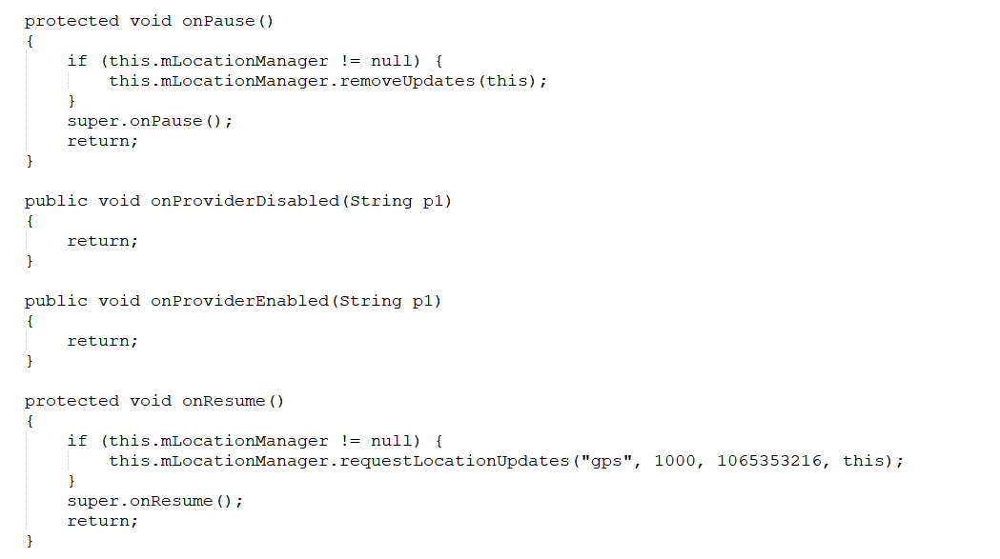 protected void onPause()
{
    if (this.mLocationManager != null) {
        this.mLocationManager.removeUpdates(this);
    }
    super.onPause();
    return;
}

public void onProviderDisabled(String p1)
{
    return;
}

public void onProviderEnabled(String p1)
{
    return;
}

protected void onResume()
{
    if (this.mLocationManager != null) {
        this.mLocationManager.requestLocationUpdates("gps", 1000, 1065353216, this);
    }
    super.onResume();
    return;
}